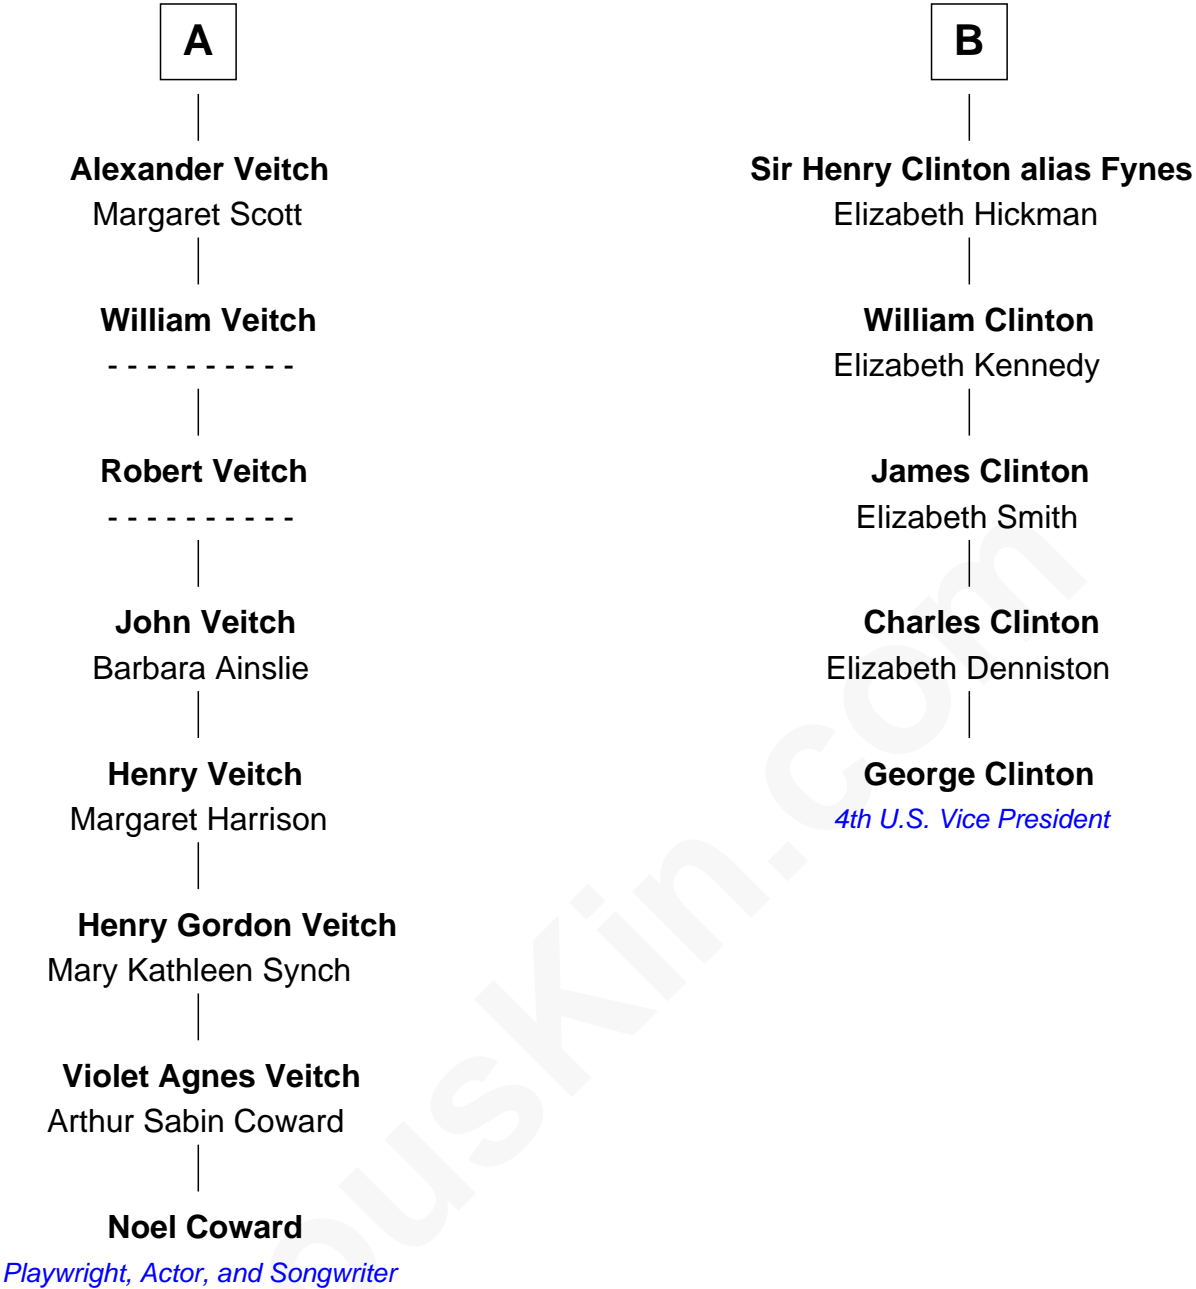 A
Alexander Veitch
Margaret Scott
William Veitch
- - - - - - - - - -
Robert Veitch
- - - - - - - - - -
John Veitch
Barbara Ainslie
Henry Veitch
Margaret Harrison
Henry Gordon Veitch
Mary Kathleen Synch
Violet Agnes Veitch
Arthur Sabin Coward
Noel Coward
Playwright, Actor, and Songwriter
B
Sir Henry Clinton alias Fynes
Elizabeth Hickman
William Clinton
Elizabeth Kennedy
James Clinton
Elizabeth Smith
Charles Clinton
Elizabeth Denniston
George Clinton
4th U.S. Vice President
ousKin.com